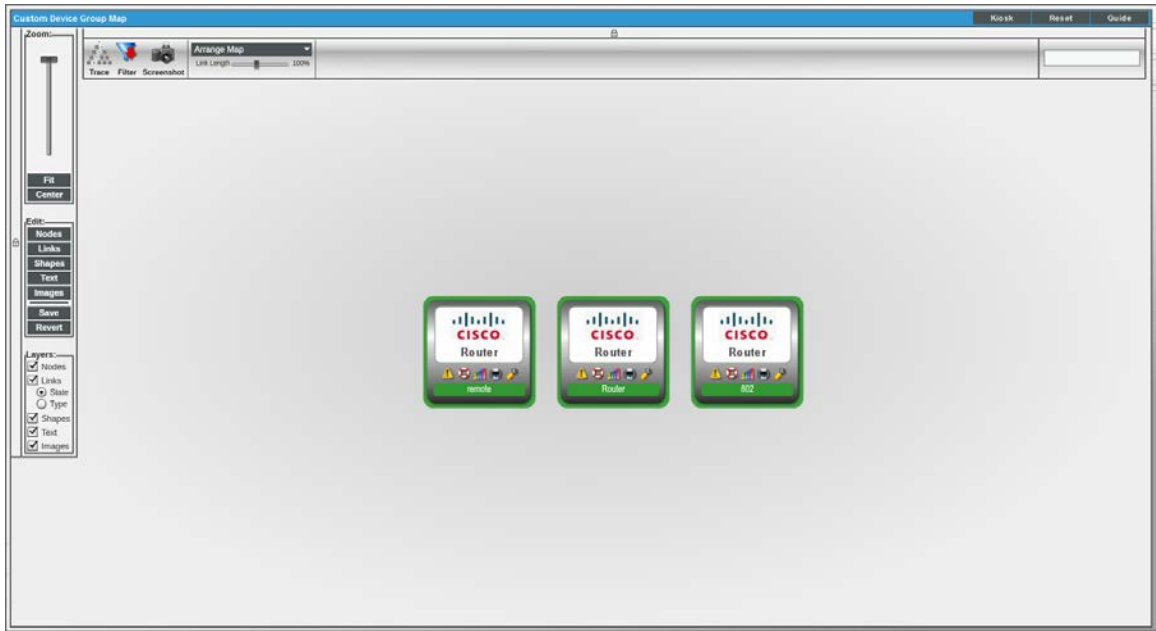 Custom Device Group Map
Kiosk Reset Guide
Zoom:
Arrange Map
Link Length 100%
Trace Filter Screenshot
Fit
Center
Edit:
Nodes
Links
Shapes
Text
Images
Save
Revert
Layers:
Nodes
Links
State
Type
Shapes
Text
Images
CISCO CISCO CISCO
Router Router Router
remote Router 802